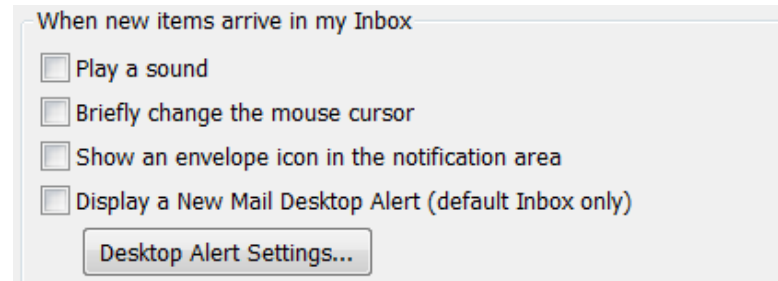 When new items arrive in my Inbox
Play a sound
Briefly change the mouse cursor
Show an envelope icon in the notification area
Display a New Mail Desktop Alert (default Inbox only)
Desktop Alert Settings...